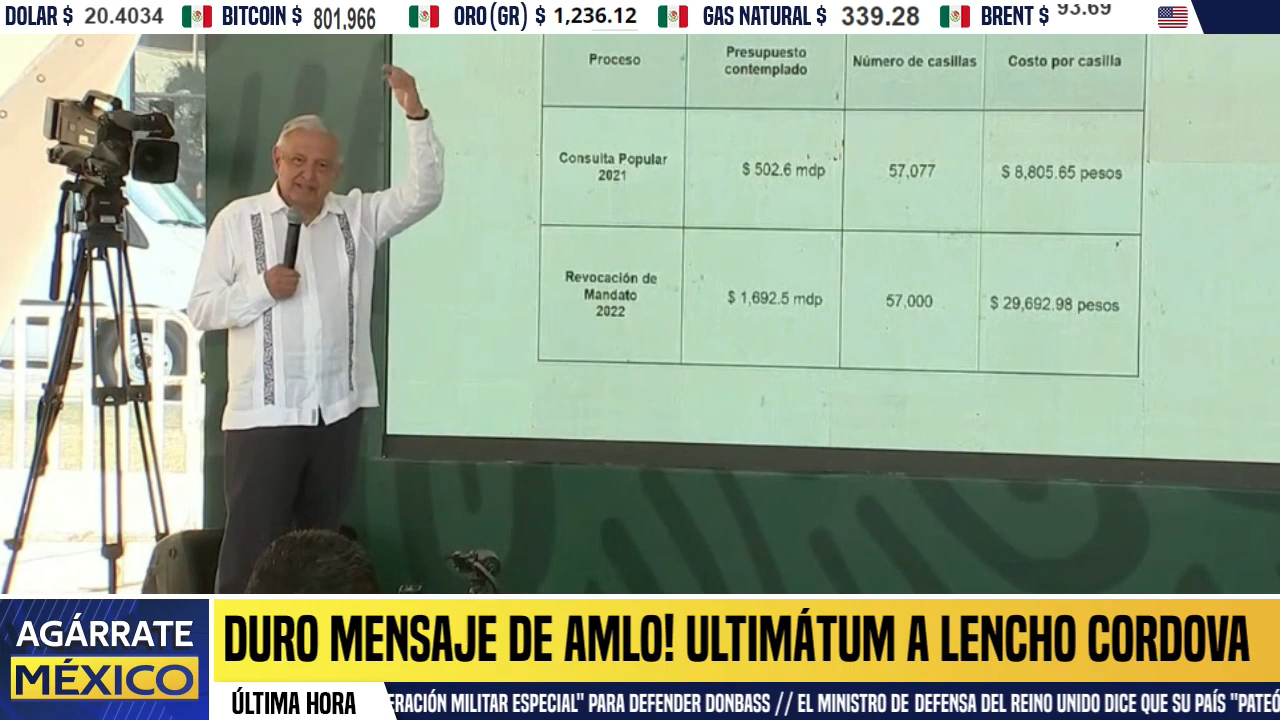 DOLAR $ 20.4034 BITCOIN $ 801,966 ORO (GR) $ 1,236.12 GAS NATURAL $ 339.28 BRENT $ 93.69
Proceso Presupuesto contemplado Número de casillas Costo por casilla
Consulta Popular 2021 $ 502.6 mdp 57,077 $ 8,805.65 pesos
Revocación de Mandato 2022 $ 1,692.5 mdp 57,000 $ 29,692.98 pesos
AGÁRRATE
MÉXICO
DURO MENSAJE DE AMLO! ULTIMÁTUM A LENCHO CORDOVA
ÚLTIMA HORA ERACIÓN MILITAR ESPECIAL" PARA DEFENDER DONBASS // EL MINISTRO DE DEFENSA DEL REINO UNIDO DICE QUE SU PAÍS "PATEÓ